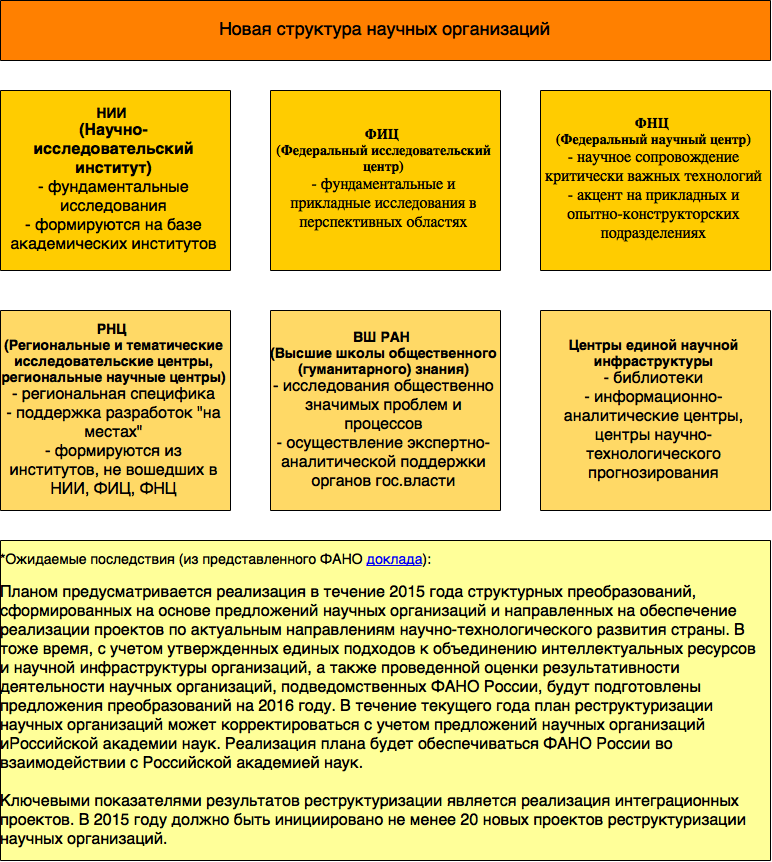 Новая структура научных организаций
НИИ
(Научно-
исследовательский
институт)
- фундаментальные
исследования
- формируются на базе
академических институтов
ФИЦ
(Федеральный исследовательский
центр)
- фундаментальные и
прикладные исследования в
перспективных областях
ФНЦ
(Федеральный научный центр)
- научное сопровождение
критически важных технологий
- акцент на прикладных и
опытно-конструкторских
подразделениях
РНЦ
(Региональные и тематические
исследовательские центры,
региональные научные центры)
- региональная специфика
- поддержка разработок "на
местах"
- формируются из
институтов, не вошедших в
НИИ, ФИЦ, ФНЦ
ВШ РАН
(Высшие школы общественного
(гуманитарного) знания)
- исследования общественно
значимых проблем и
процессов
- осуществление экспертно-
аналитической поддержки
органов гос.власти
Центры единой научной
инфраструктуры
- библиотеки
- информационно-
аналитические центры,
центры научно-
технологического
прогнозирования
*Ожидаемые последствия (из представленного ФАНО доклада):
Планом предусматривается реализация в течение 2015 года структурных преобразований,
сформированных на основе предложений научных организаций и направленных на обеспечение
реализации проектов по актуальным направлениям научно-технологического развития страны. В
тоже время, с учетом утвержденных единых подходов к объединению интеллектуальных ресурсов
и научной инфраструктуры организаций, а также проведенной оценки результативности
деятельности научных организаций, подведомственных ФАНО России, будут подготовлены
предложения преобразований на 2016 году. В течение текущего года план реструктуризации
научных организаций может корректироваться с учетом предложений научных организаций
иРоссийской академии наук. Реализация плана будет обеспечиваться ФАНО России во
взаимодействии с Российской академией наук.
Ключевыми показателями результатов реструктуризации является реализация интеграционных
проектов. В 2015 году должно быть инициировано не менее 20 новых проектов реструктуризации
научных организаций.